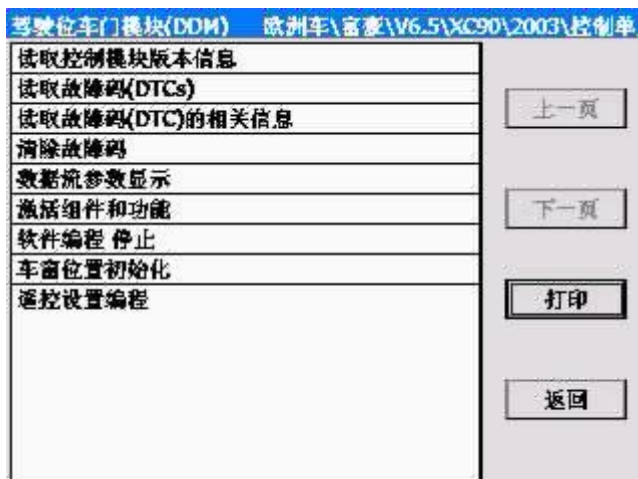 驾驶位车门模块(DDM) 欧洲车\富豪\V6.5\XC90\2003\控制单
读取控制模块版本信息
读取故障码(DTCs)
读取故障码(DTC)的相关信息
清除故障码
数据流参数显示
激活组件和功能
软件编程 停止
车窗位置初始化
遥控设置编程
上一页
下一页
打印
返回